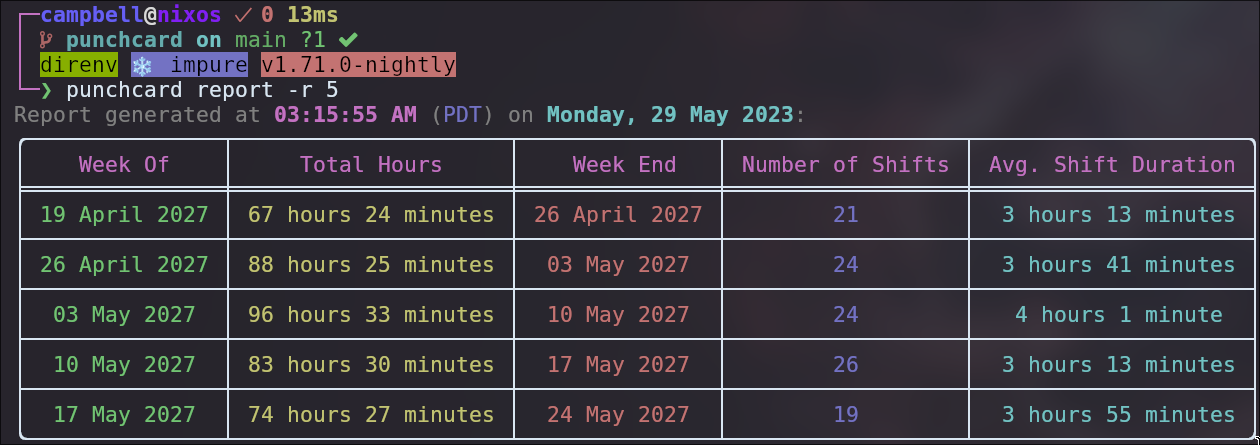 campbell@nixos ✓ 0 13ms
punchcard on main ?1 ✔
direnv ❄️ impure v1.71.0-nightly
❯ punchcard report -r 5
Report generated at 03:15:55 AM (PDT) on Monday, 29 May 2023:
Week Of Total Hours Week End Number of Shifts Avg. Shift Duration
19 April 2027 67 hours 24 minutes 26 April 2027 21 3 hours 13 minutes
26 April 2027 88 hours 25 minutes 03 May 2027 24 3 hours 41 minutes
03 May 2027 96 hours 33 minutes 10 May 2027 24 4 hours 1 minute
10 May 2027 83 hours 30 minutes 17 May 2027 26 3 hours 13 minutes
17 May 2027 74 hours 27 minutes 24 May 2027 19 3 hours 55 minutes